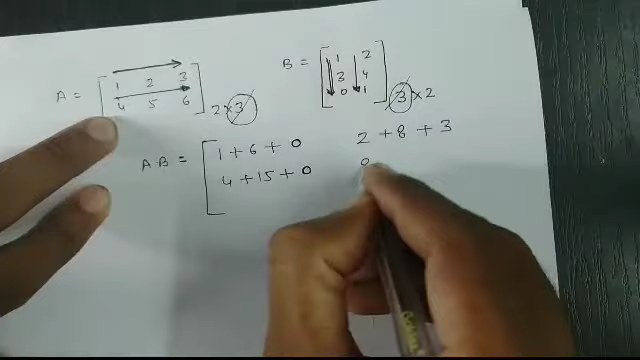 A = [ 1 2 3
4 5 6 ] 2 × 3
B = [ 1 2
3 4
0 1 ] 3 × 2
AB = [ 1 + 6 + 0 2 + 8 + 3
4 + 15 + 0